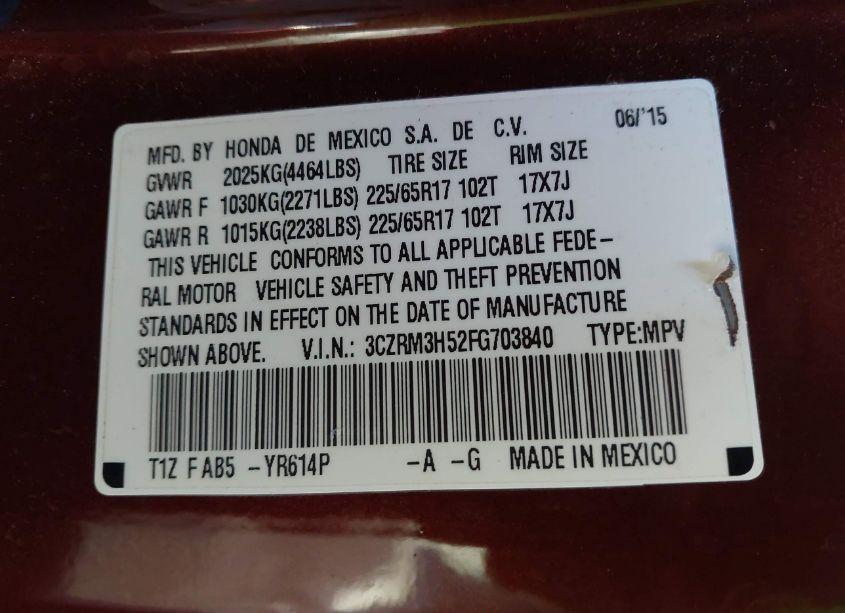 MFD. BY HONDA DE MEXICO S.A. DE C.V. 06/'15
GVWR 2025KG(4464LBS) TIRE SIZE RIM SIZE
GAWR F 1030KG(2271LBS) 225/65R17 102T 17X7J
GAWR R 1015KG(2238LBS) 225/65R17 102T 17X7J
THIS VEHICLE CONFORMS TO ALL APPLICABLE FEDE-
RAL MOTOR VEHICLE SAFETY AND THEFT PREVENTION
STANDARDS IN EFFECT ON THE DATE OF MANUFACTURE
SHOWN ABOVE. V.I.N.: 3CZRM3H52FG703840 TYPE:MPV
T1Z F AB5 -YR614P -A -G MADE IN MEXICO